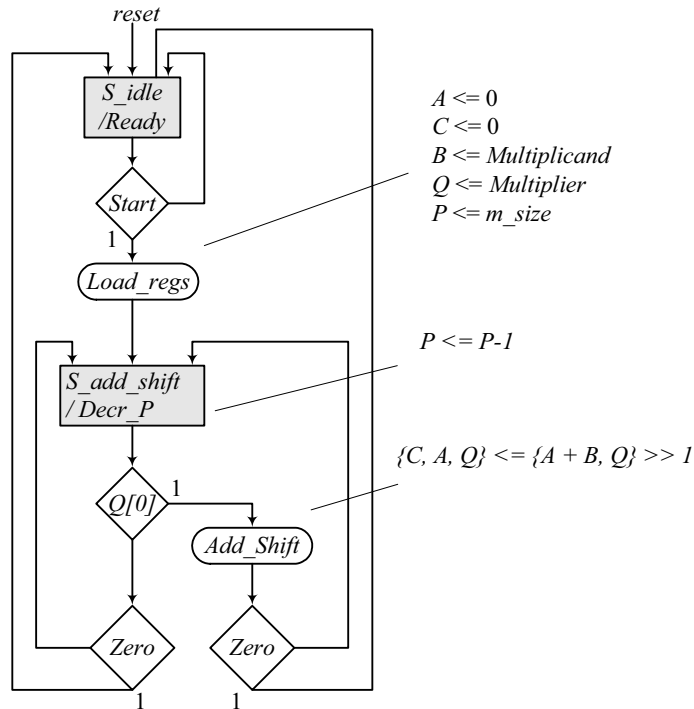 reset
S_idle
/Ready
Start
1
Load_regs
A <= 0
C <= 0
B <= Multiplicand
Q <= Multiplier
P <= m_size
S_add_shift
/ Decr_P
P <= P-1
Q[0]
1
Add_Shift
{C, A, Q} <= {A + B, Q} >> 1
Zero
1
Zero
1